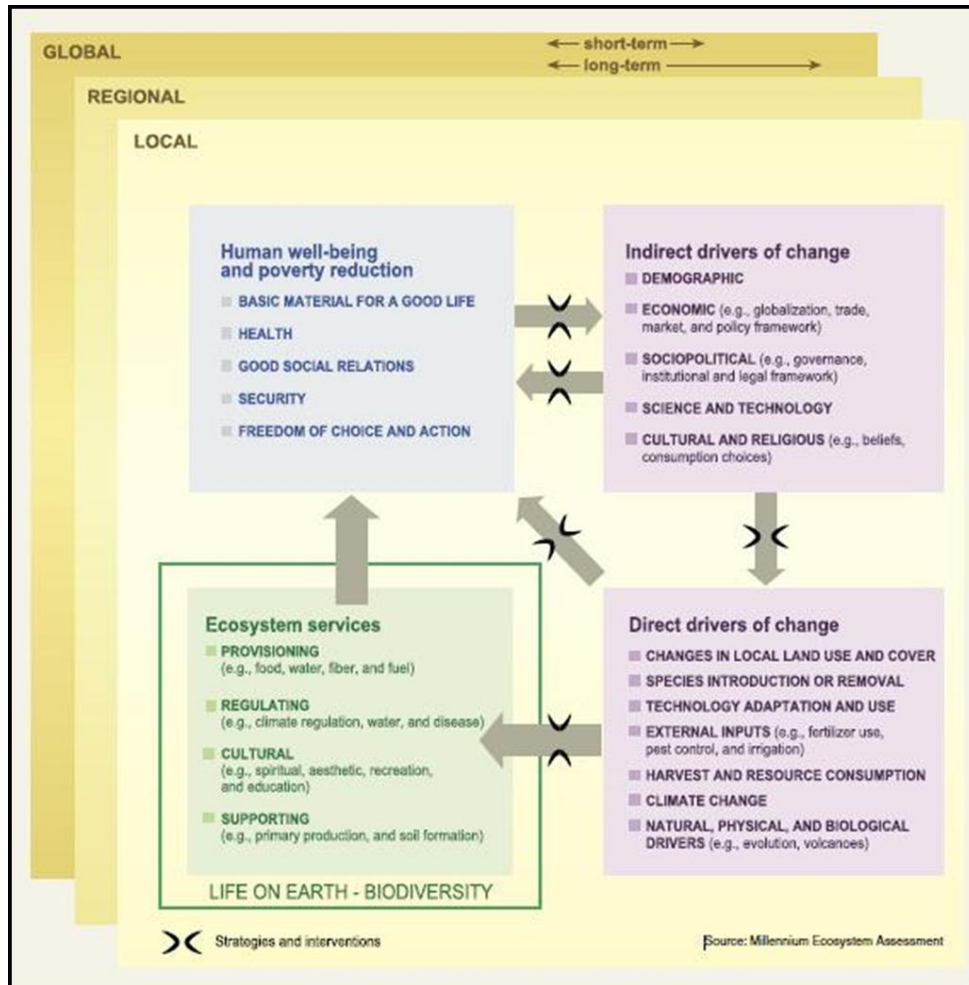 GLOBAL
short-term
long-term
REGIONAL
LOCAL
Human well-being
and poverty reduction
BASIC MATERIAL FOR A GOOD LIFE
HEALTH
GOOD SOCIAL RELATIONS
SECURITY
FREEDOM OF CHOICE AND ACTION
Indirect drivers of change
DEMOGRAPHIC
ECONOMIC (e.g., globalization, trade,
market, and policy framework)
SOCIOPOLITICAL (e.g., governance,
institutional and legal framework)
SCIENCE AND TECHNOLOGY
CULTURAL AND RELIGIOUS (e.g., beliefs,
consumption choices)
Ecosystem services
PROVISIONING
(e.g., food, water, fiber, and fuel)
REGULATING
(e.g., climate regulation, water, and disease)
CULTURAL
(e.g., spiritual, aesthetic, recreation,
and education)
SUPPORTING
(e.g., primary production, and soil formation)
LIFE ON EARTH - BIODIVERSITY
Direct drivers of change
CHANGES IN LOCAL LAND USE AND COVER
SPECIES INTRODUCTION OR REMOVAL
TECHNOLOGY ADAPTATION AND USE
EXTERNAL INPUTS (e.g., fertilizer use,
pest control, and irrigation)
HARVEST AND RESOURCE CONSUMPTION
CLIMATE CHANGE
NATURAL, PHYSICAL, AND BIOLOGICAL
DRIVERS (e.g., evolution, volcanoes)
Strategies and interventions
Source: Millennium Ecosystem Assessment